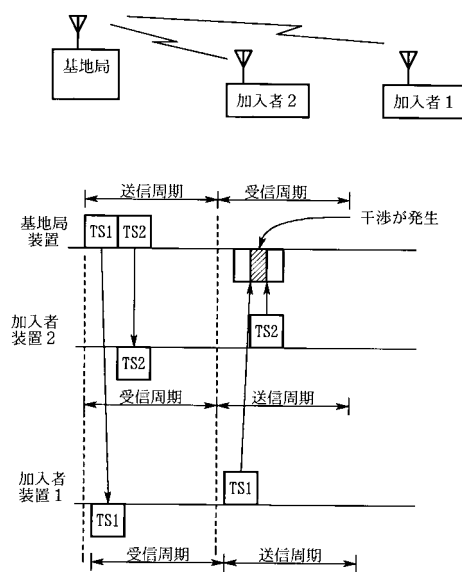 基地局
加入者2
加入者1
送信周期
受信周期
基地局
装置
TS1
TS2
干渉が発生
加入者
装置2
TS2
TS2
受信周期
送信周期
加入者
装置1
TS1
TS1
受信周期
送信周期